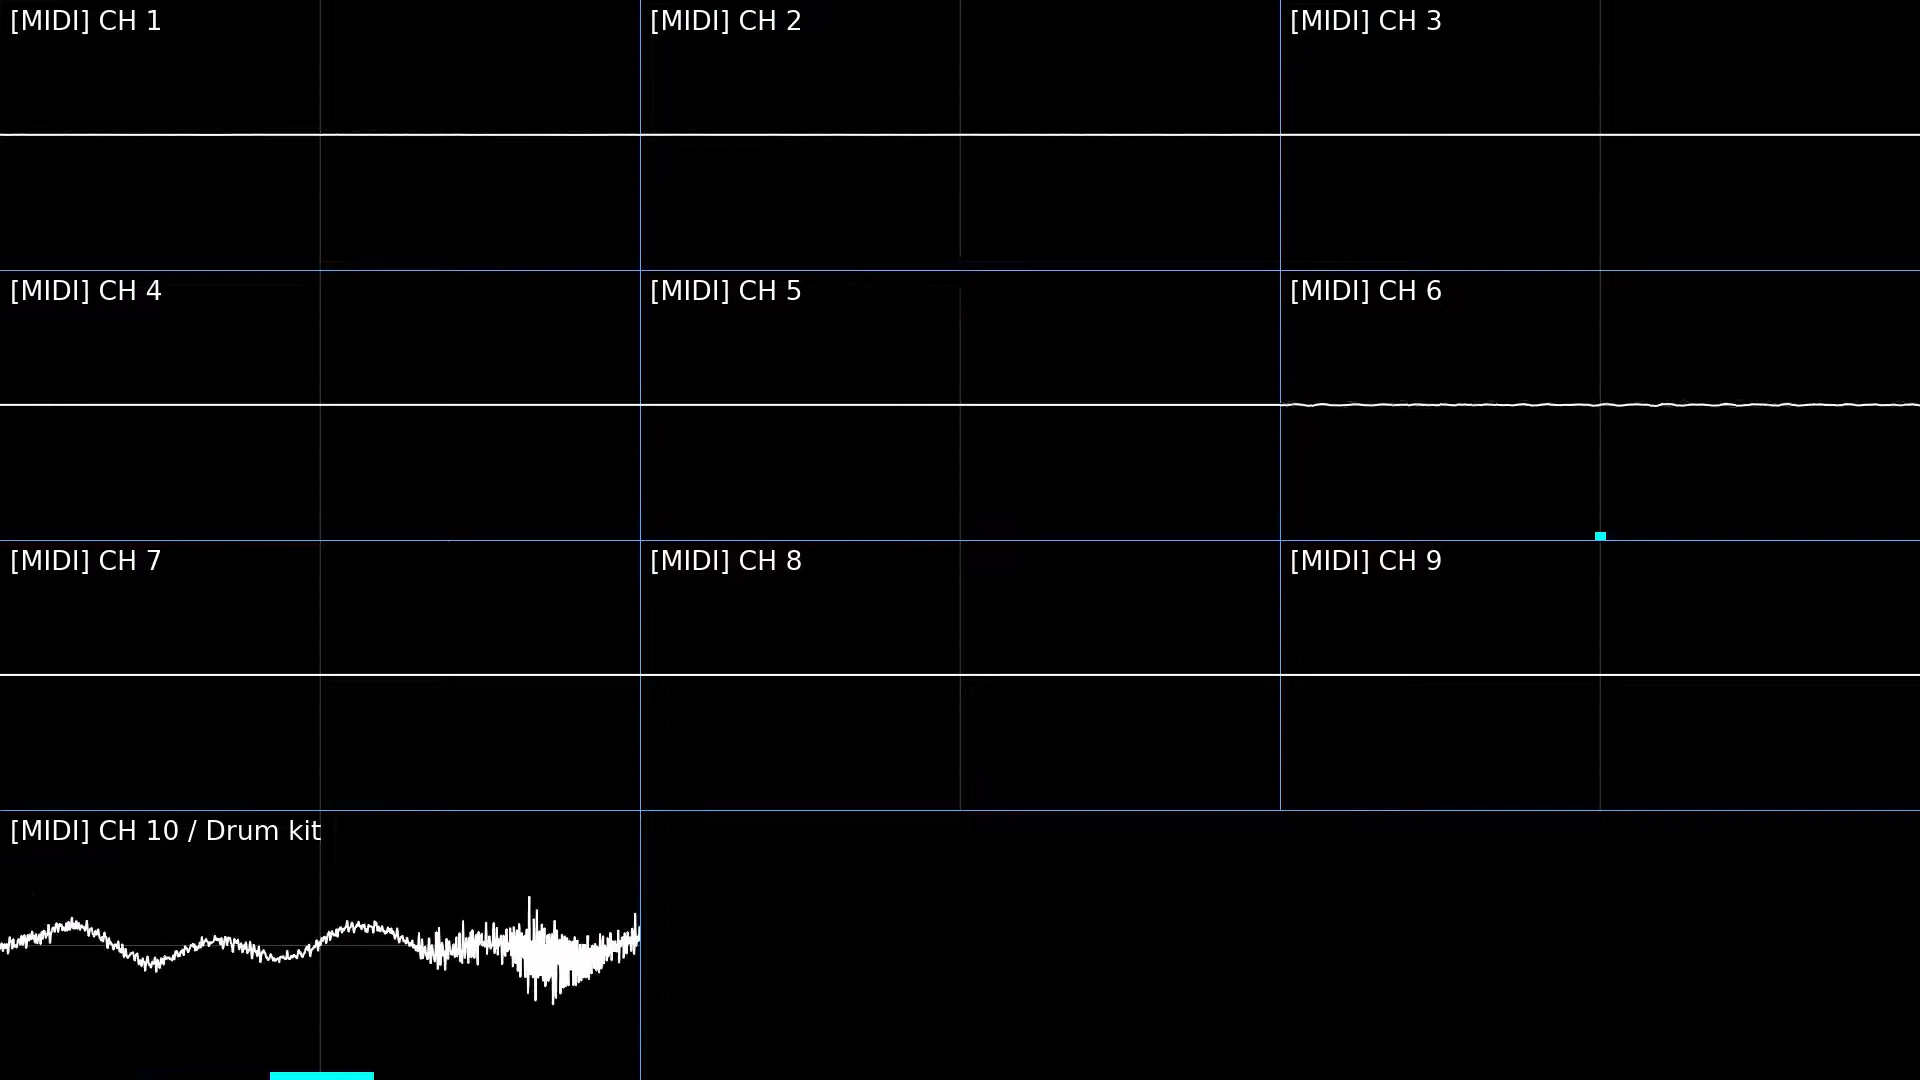 [MIDI] CH 1
[MIDI] CH 2
[MIDI] CH 3
[MIDI] CH 4
[MIDI] CH 5
[MIDI] CH 6
[MIDI] CH 7
[MIDI] CH 8
[MIDI] CH 9
[MIDI] CH 10 / Drum kit